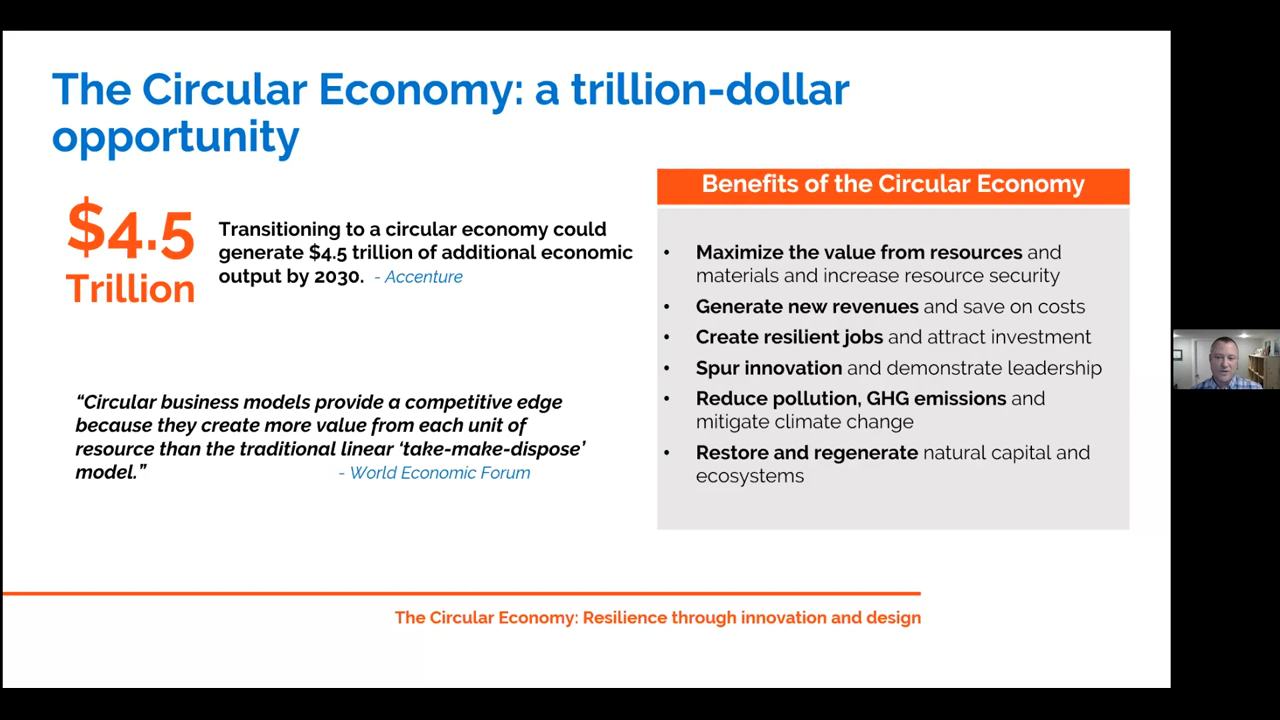 The Circular Economy: a trillion-dollar
opportunity
$4.5
Trillion
Transitioning to a circular economy could
generate $4.5 trillion of additional economic
output by 2030. - Accenture
“Circular business models provide a competitive edge
because they create more value from each unit of
resource than the traditional linear ‘take-make-dispose’
model.” - World Economic Forum
Benefits of the Circular Economy
• Maximize the value from resources and
materials and increase resource security
• Generate new revenues and save on costs
• Create resilient jobs and attract investment
• Spur innovation and demonstrate leadership
• Reduce pollution, GHG emissions and
mitigate climate change
• Restore and regenerate natural capital and
ecosystems
The Circular Economy: Resilience through innovation and design